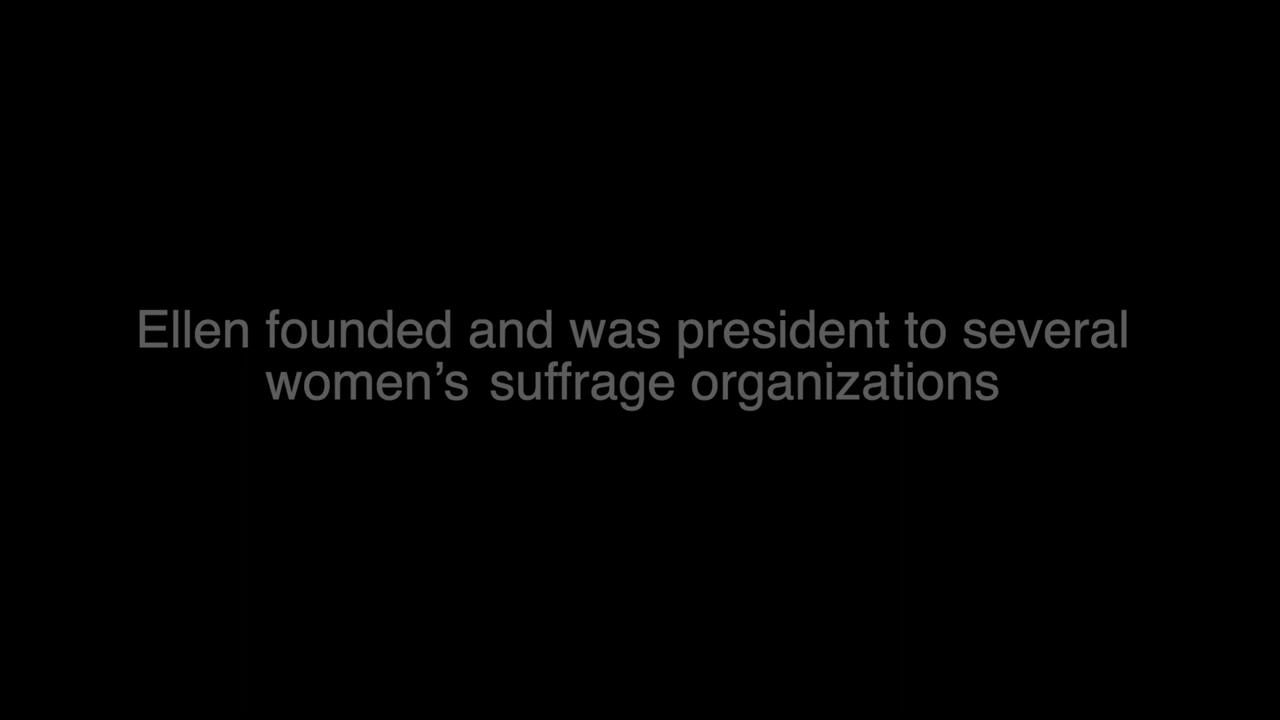 Ellen founded and was president to several
women’s suffrage organizations